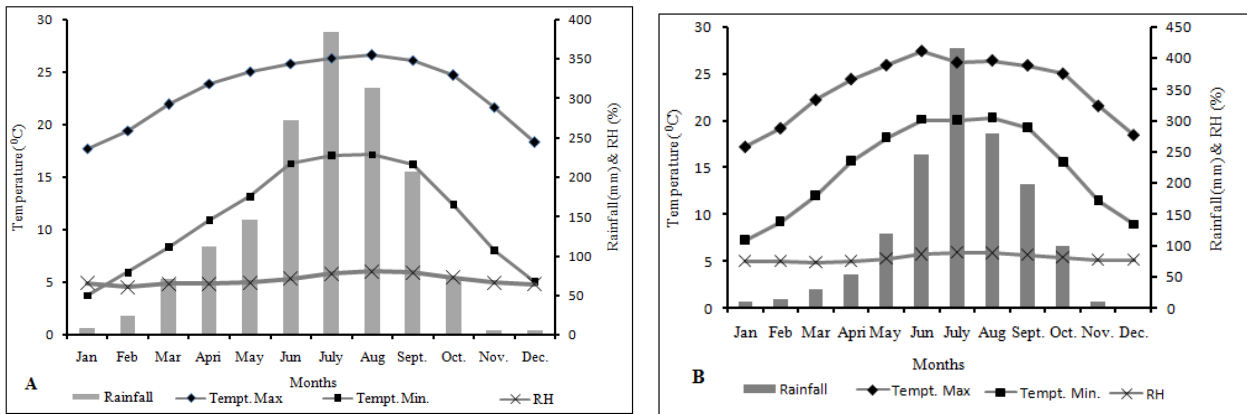 30
25
20
15
10
5
0
Temperature (⁰C)
400
350
300
250
200
150
100
50
0
Rainfall(mm) & RH (%)
Jan Feb Mar Apri May Jun July Aug Sept. Oct. Nov. Dec.
Months
A
Rainfall Tempt. Max Tempt. Min. RH
30
25
20
15
10
5
0
Temperature (⁰C)
450
400
350
300
250
200
150
100
50
0
Rainfall(mm) & RH (%)
Jan Feb Mar Apri May Jun July Aug Sept. Oct. Nov. Dec.
Months
B
Rainfall Tempt. Max Tempt. Min. RH